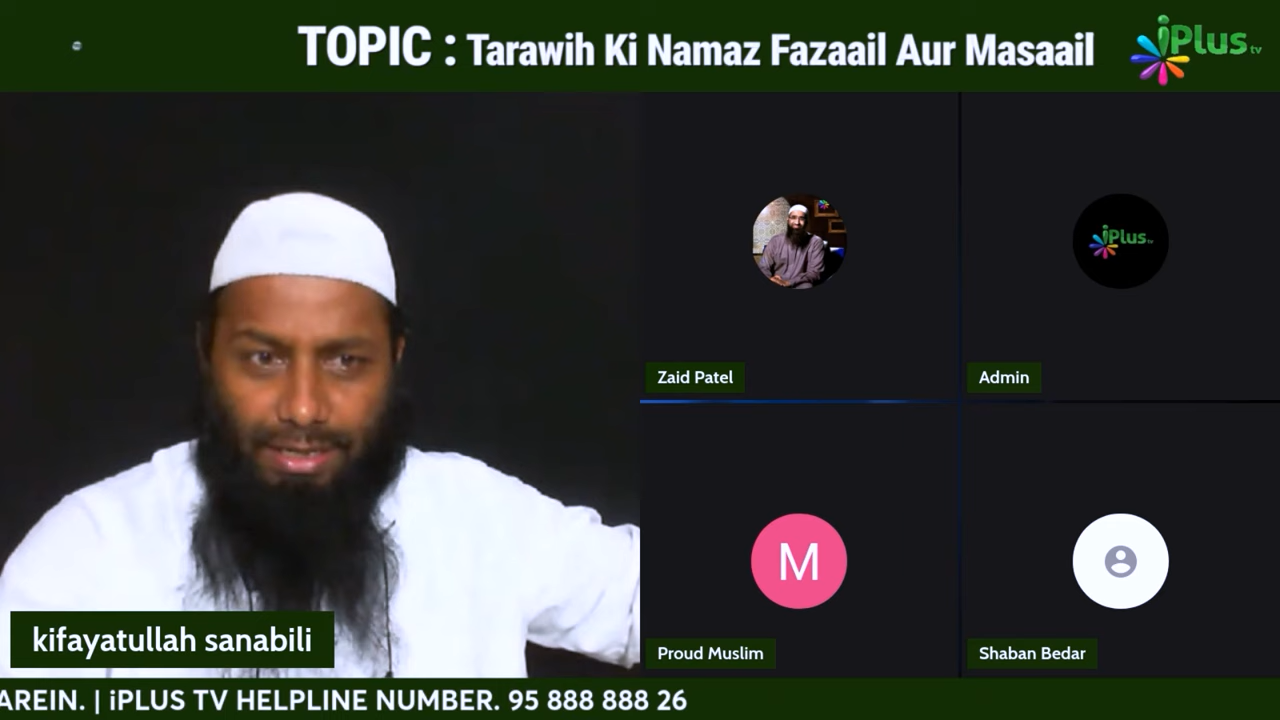 TOPIC : Tarawih Ki Namaz Fazaail Aur Masaail
iPlus tv
iPlus tv
Zaid Patel
Admin
M
kifayatullah sanabili
Proud Muslim
Shaban Bedar
AREIN. | iPLUS TV HELPLINE NUMBER. 95 888 888 26